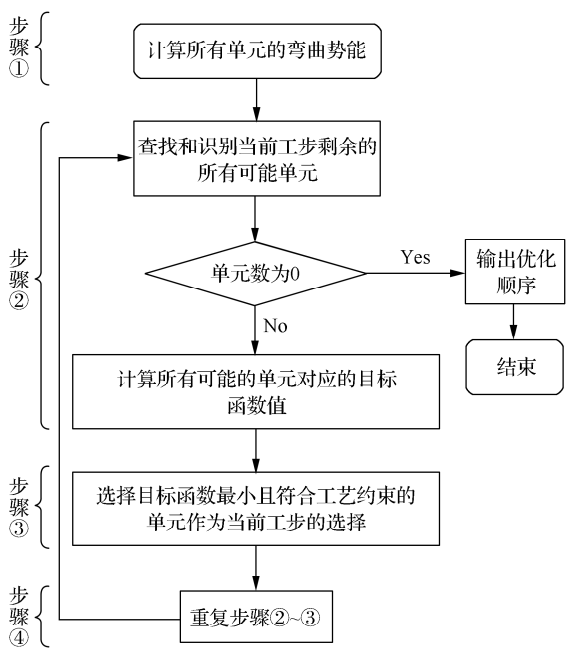 步骤①
计算所有单元的弯曲势能
步骤②
查找和识别当前工步剩余的
所有可能单元
单元数为0
Yes
输出优化
顺序
结束
No
计算所有可能的单元对应的目标
函数值
步骤③
选择目标函数最小且符合工艺约束的
单元作为当前工步的选择
步骤④
重复步骤②~③